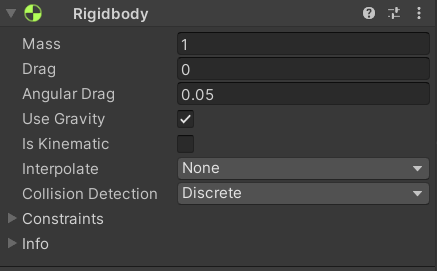 Rigidbody
Mass 1
Drag 0
Angular Drag 0.05
Use Gravity
Is Kinematic
Interpolate None
Collision Detection Discrete
Constraints
Info